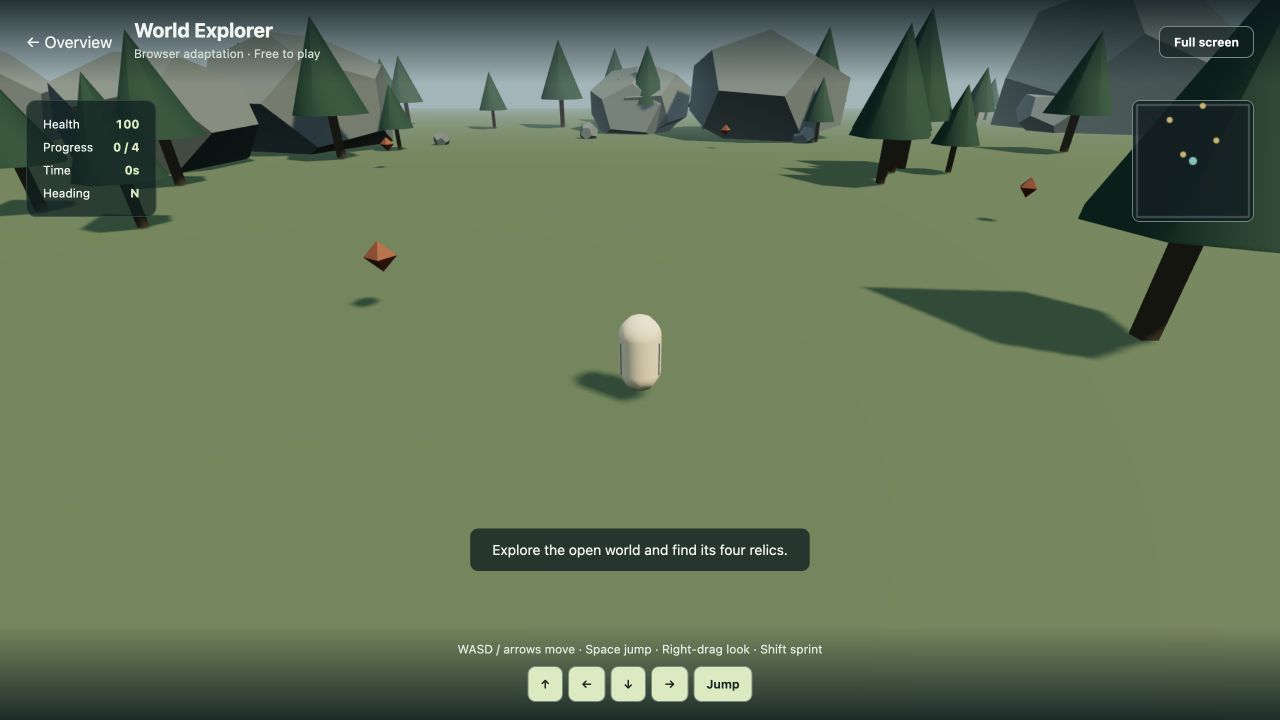 ← Overview
World Explorer
Browser adaptation · Free to play
Full screen
Health 100
Progress 0 / 4
Time 0s
Heading N
Explore the open world and find its four relics.
WASD / arrows move · Space jump · Right-drag look · Shift sprint
↑ ← ↓ → Jump